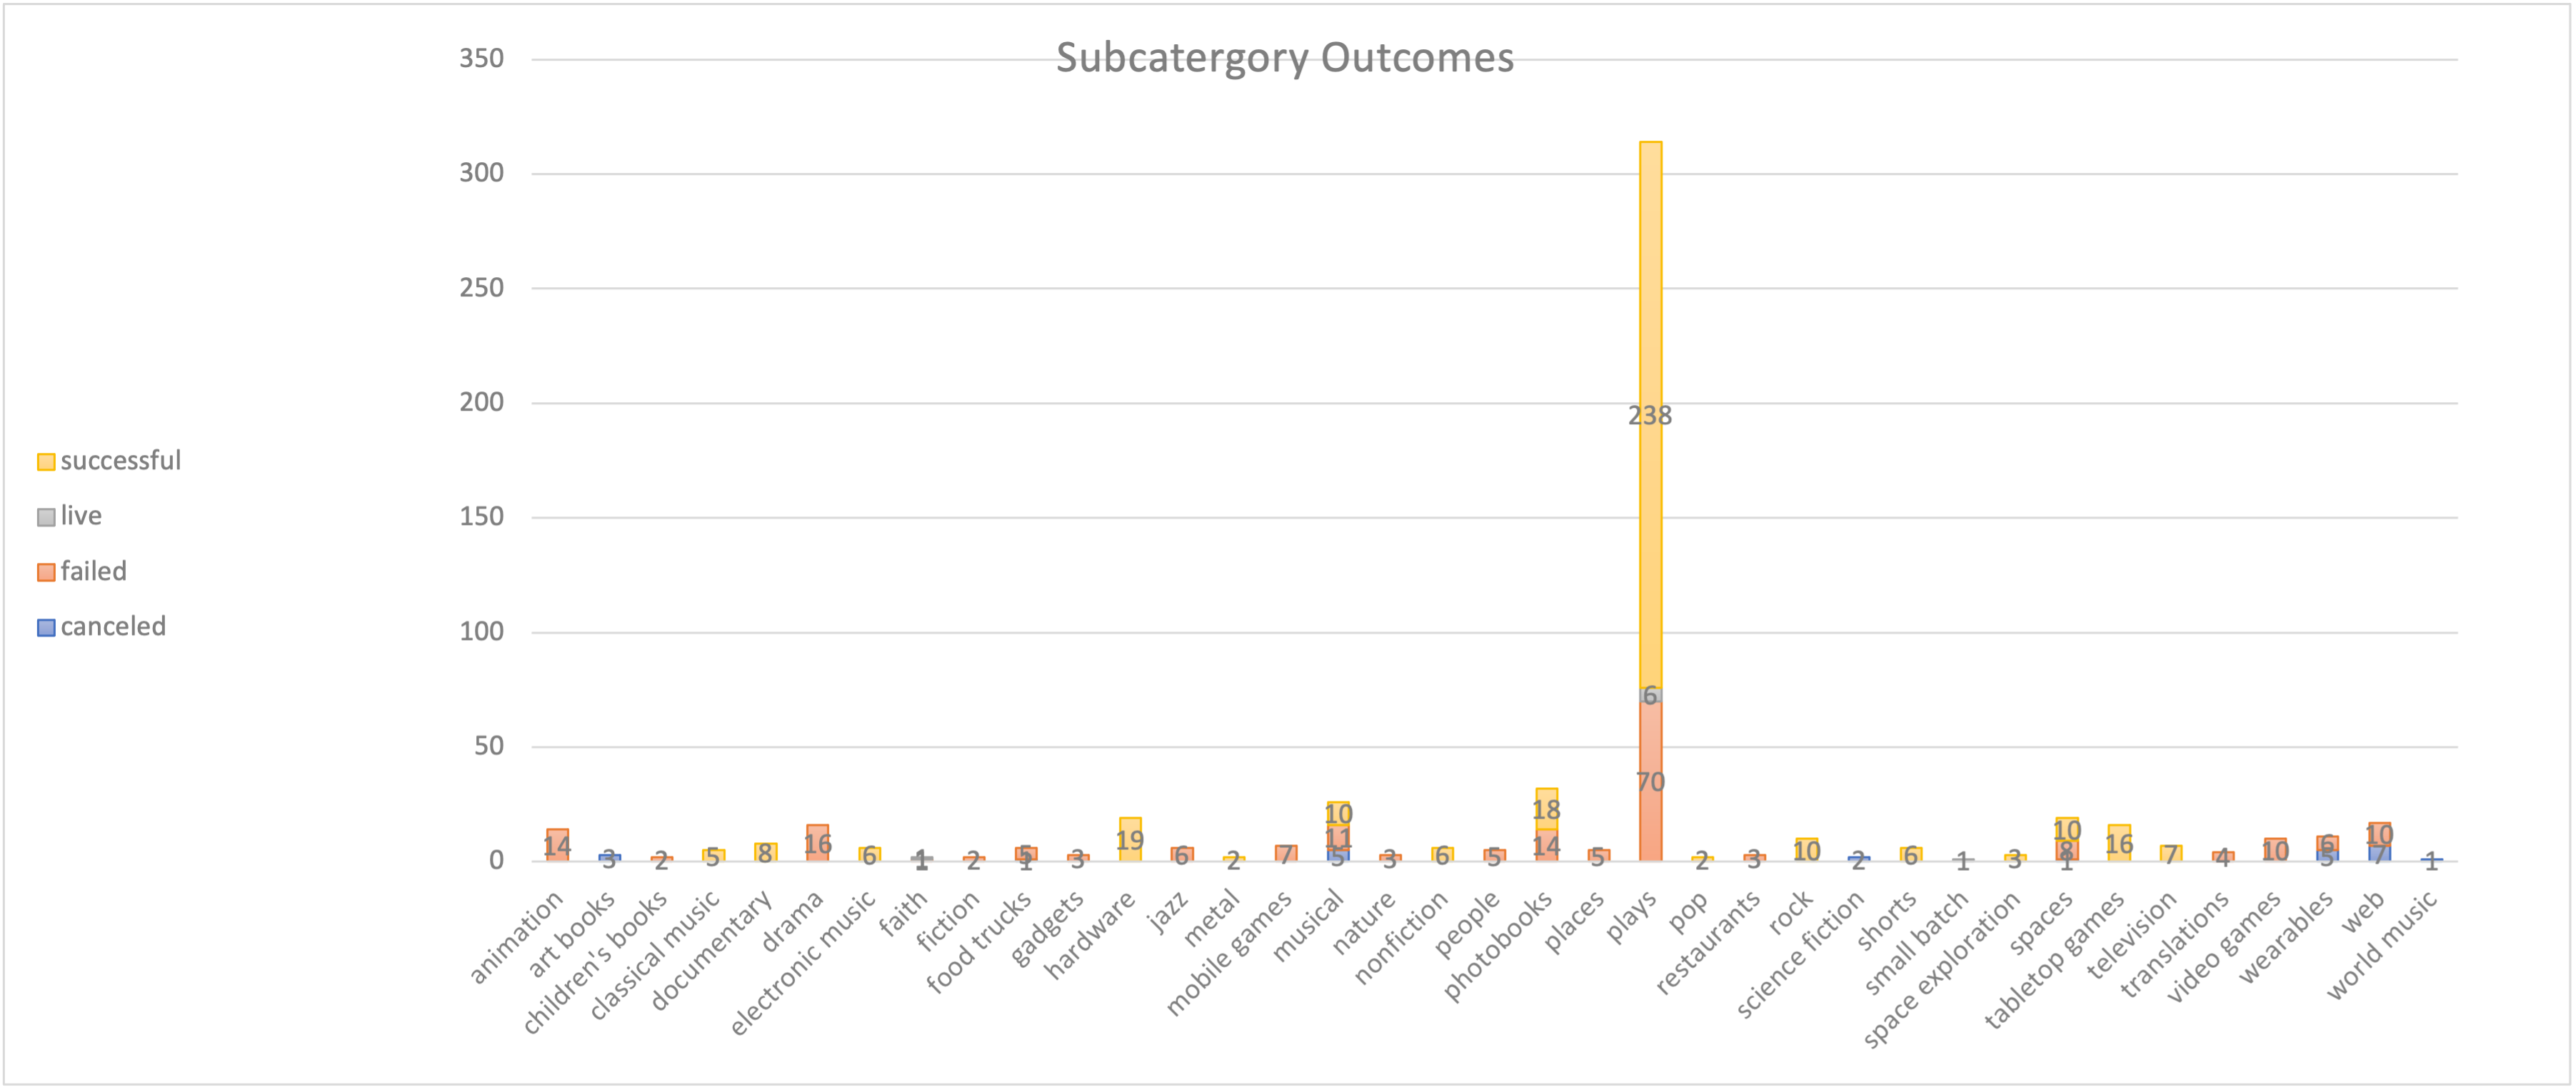 Subcatergory Outcomes
350
300
250
200
150
100
50
0
successful
live
failed
canceled
238
6
70
14
3
2
5
8
16
6
1
1
2
5
1
3
19
6
2
7
10
11
5
3
6
5
18
14
5
2
3
10
2
6
1
3
10
8
1
16
7
4
10
6
5
10
7
1
animation
art books
children's books
classical music
documentary
drama
electronic music
faith
fiction
food trucks
gadgets
hardware
jazz
metal
mobile games
musical
nature
nonfiction
people
photobooks
places
plays
pop
restaurants
rock
science fiction
shorts
small batch
space exploration
spaces
tabletop games
television
translations
video games
wearables
web
world music